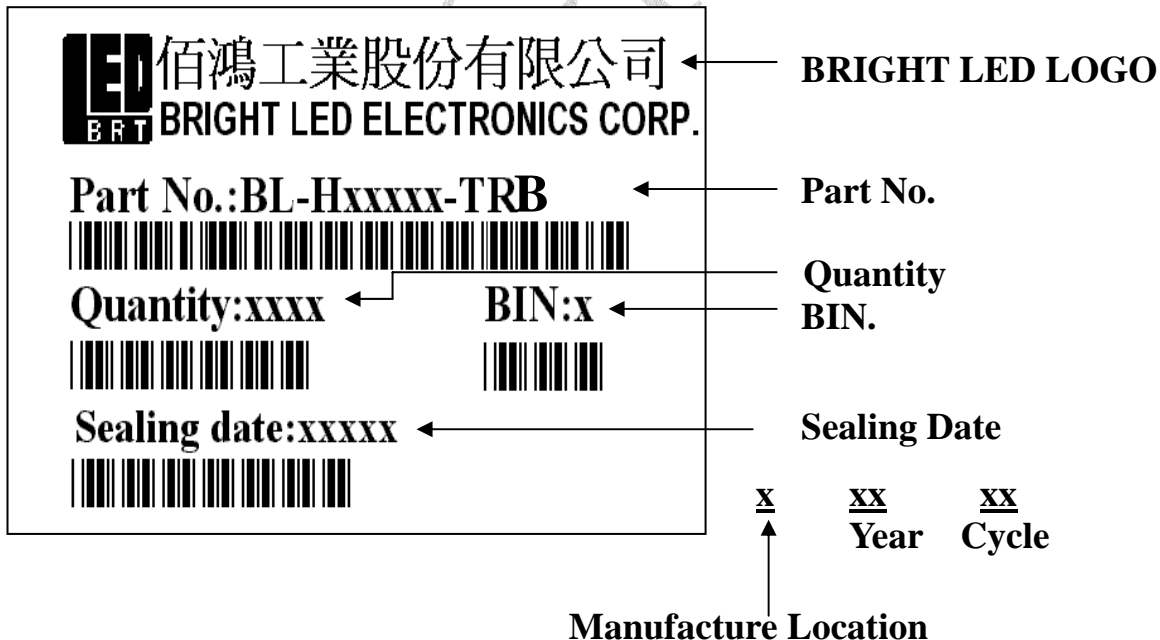 LED
BRT
佰鴻工業股份有限公司
BRIGHT LED ELECTRONICS CORP.
BRIGHT LED LOGO
Part No.:BL-Hxxxxx-TRB
Part No.
Quantity:xxxx
BIN:x
Quantity
BIN.
Sealing date:xxxxx
Sealing Date
x xx xx
Year Cycle
Manufacture Location